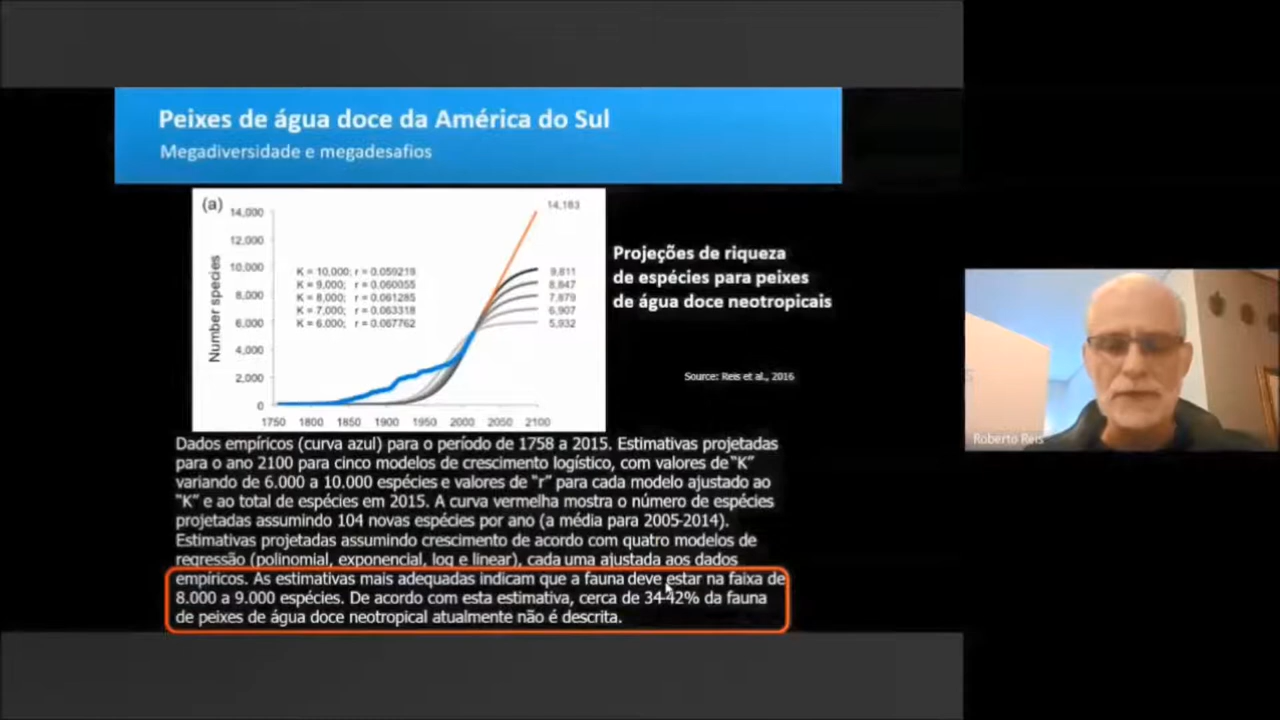 Peixes de água doce da América do Sul
Megadiversidade e megadesafios
(a)
14,000
12,000
10,000
8,000
6,000
4,000
2,000
0
Number species
K = 10,000; r = 0.059219
K = 9,000; r = 0.060055
K = 8,000; r = 0.061285
K = 7,000; r = 0.063318
K = 6,000; r = 0.067762
14,183
9,811
8,847
7,879
6,907
5,932
1750 1800 1850 1900 1950 2000 2050 2100
Projeções de riqueza
de espécies para peixes
de água doce neotropicais
Source: Reis et al., 2016
Dados empíricos (curva azul) para o período de 1758 a 2015. Estimativas projetadas
para o ano 2100 para cinco modelos de crescimento logístico, com valores de "K"
variando de 6.000 a 10.000 espécies e valores de "r" para cada modelo ajustado ao
"K" e ao total de espécies em 2015. A curva vermelha mostra o número de espécies
projetadas assumindo 104 novas espécies por ano (a média para 2005-2014).
Estimativas projetadas assumindo crescimento de acordo com quatro modelos de
regressão (polinomial, exponencial, log e linear), cada uma ajustada aos dados
empíricos. As estimativas mais adequadas indicam que a fauna deve estar na faixa de
8.000 a 9.000 espécies. De acordo com esta estimativa, cerca de 34-42% da fauna
de peixes de água doce neotropical atualmente não é descrita.
Roberto Reis